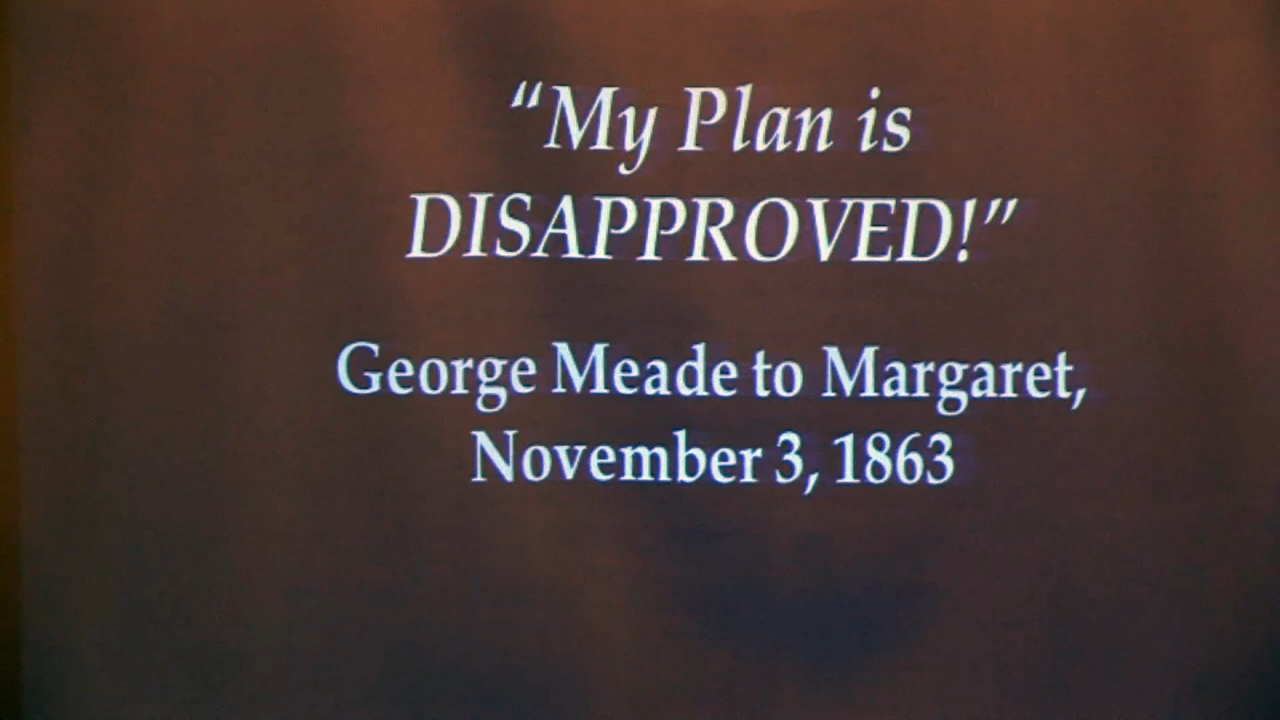 “My Plan is
DISAPPROVED!”
George Meade to Margaret,
November 3, 1863